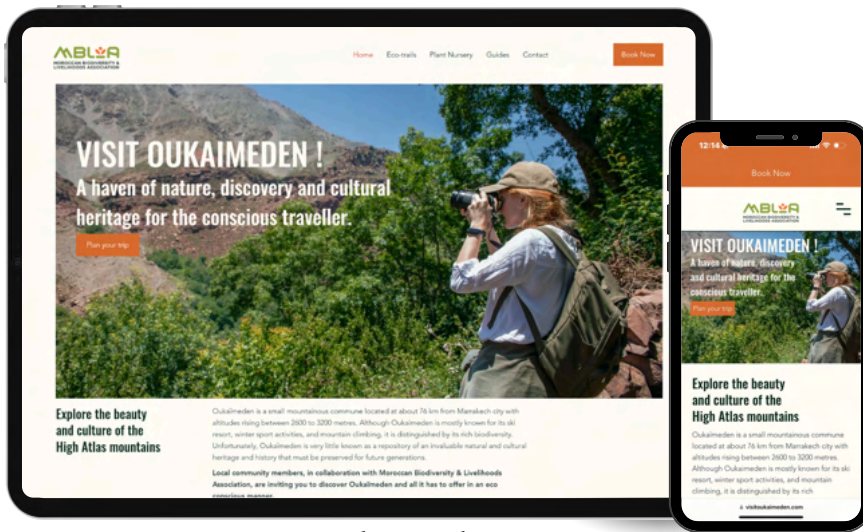 MBLA
MOROCCAN BIODIVERSITY &
LIVELIHOODS ASSOCIATION
Home Eco-trails Plant Nursery Guides Contact
Book Now
VISIT OUKAIMEDEN !
A haven of nature, discovery and cultural
heritage for the conscious traveller.
Plan your trip
Explore the beauty
and culture of the
High Atlas mountains
Oukaïmeden is a small mountainous commune located at about 76 km from Marrakech city with
altitudes rising between 2600 to 3200 metres. Although Oukaïmeden is mostly known for its ski
resort, winter sport activities, and mountain climbing, it is distinguished by its rich biodiversity.
Unfortunately, Oukaïmeden is very little known as a repository of an invaluable natural and cultural
heritage and history that must be preserved for future generations.
Local community members, in collaboration with Moroccan Biodiversity & Livelihoods
Association, are inviting you to discover Oukaïmeden and all it has to offer in an eco
conscious manner.
12:14
Book Now
MBLA
MOROCCAN BIODIVERSITY &
LIVELIHOODS ASSOCIATION
VISIT OUKAIMEDEN !
A haven of nature, discovery
and cultural heritage for the
conscious traveller.
Plan your trip
Explore the beauty
and culture of the
High Atlas mountains
Oukaïmeden is a small mountainous commune
located at about 76 km from Marrakech city with
altitudes rising between 2600 to 3200 metres.
Although Oukaïmeden is mostly known for its ski
resort, winter sport activities, and mountain
climbing, it is distinguished by its rich
visitoukaimeden.com